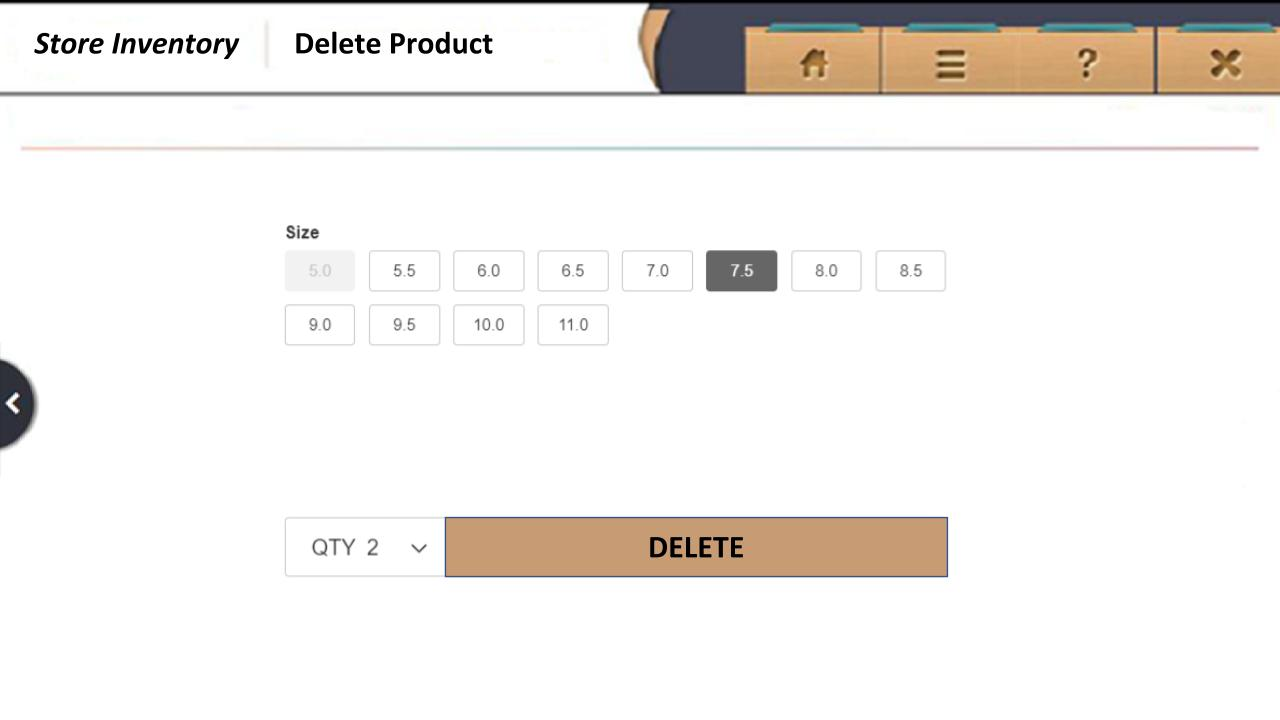 Store Inventory Delete Product
?
Size
5.0 5.5 6.0 6.5 7.0 7.5 8.0 8.5
9.0 9.5 10.0 11.0
QTY 2 DELETE